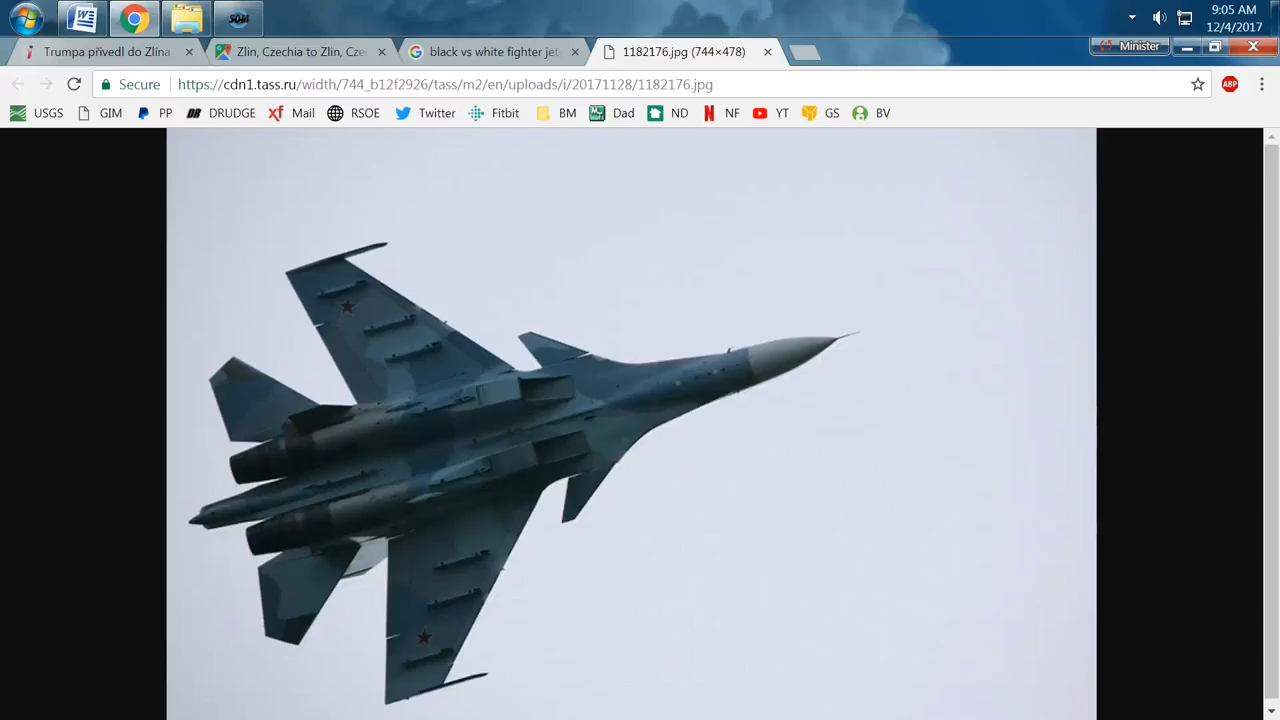 9:05 AM
12/4/2017
Trumpa přivedl do Zlína
Zlin, Czechia to Zlin, Cze
black vs white fighter jet
1182176.jpg (744×478)
Minister
Secure
https://cdn1.tass.ru/width/744_b12f2926/tass/m2/en/uploads/i/20171128/1182176.jpg
ABP
USGS GIM PP DRUDGE Mail RSOE Twitter Fitbit BM Dad ND NF YT GS BV